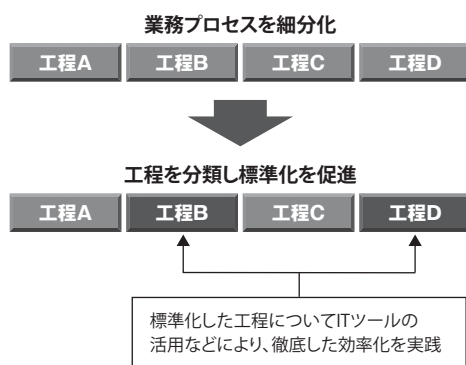 業務プロセスを細分化
工程A 工程B 工程C 工程D
工程を分類し標準化を促進
工程A 工程B 工程C 工程D
標準化した工程についてITツールの
活用などにより、徹底した効率化を実践